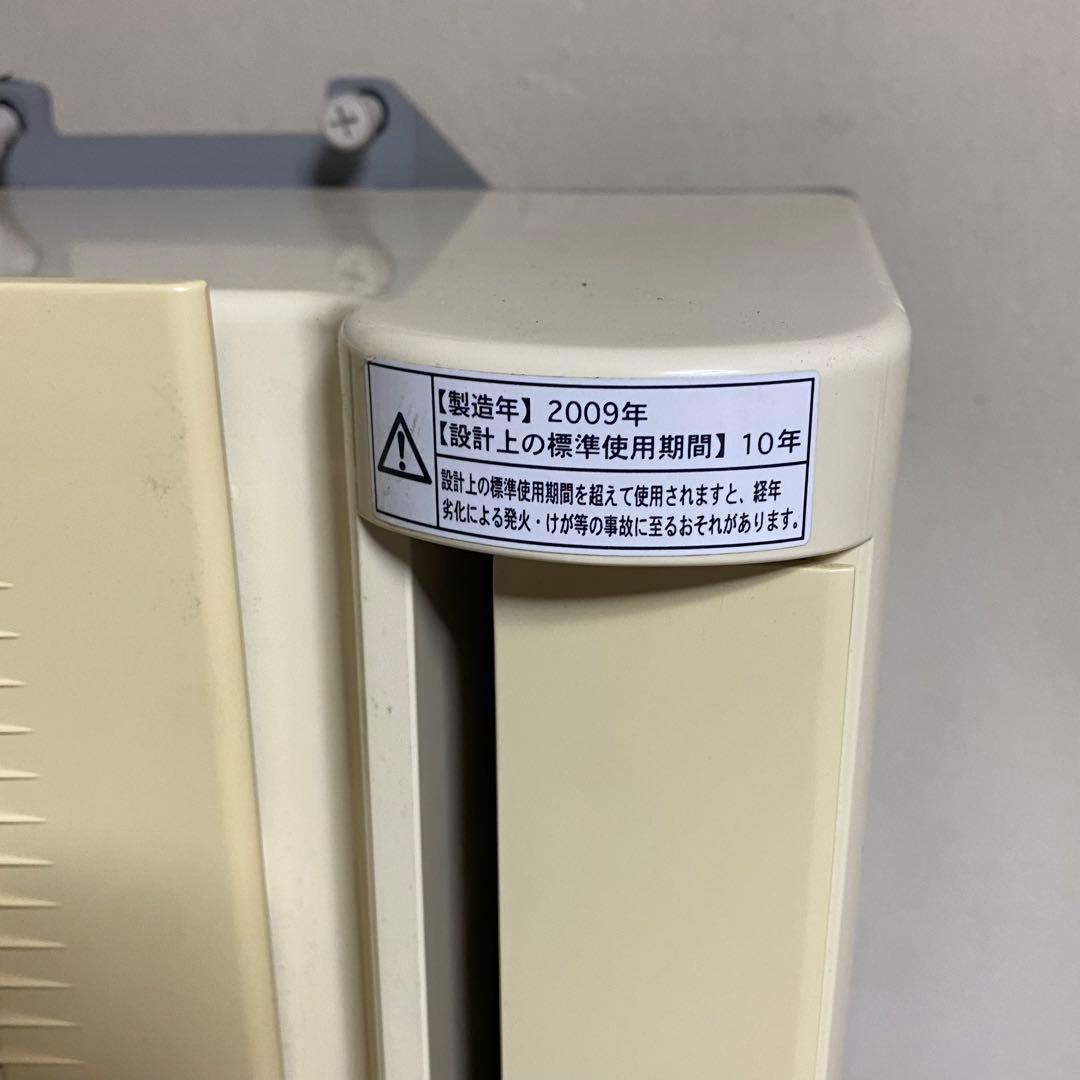 【製造年】2009年
【設計上の標準使用期間】10年
設計上の標準使用期間を超えて使用されますと、経年
劣化による発火・けが等の事故に至るおそれがあります。